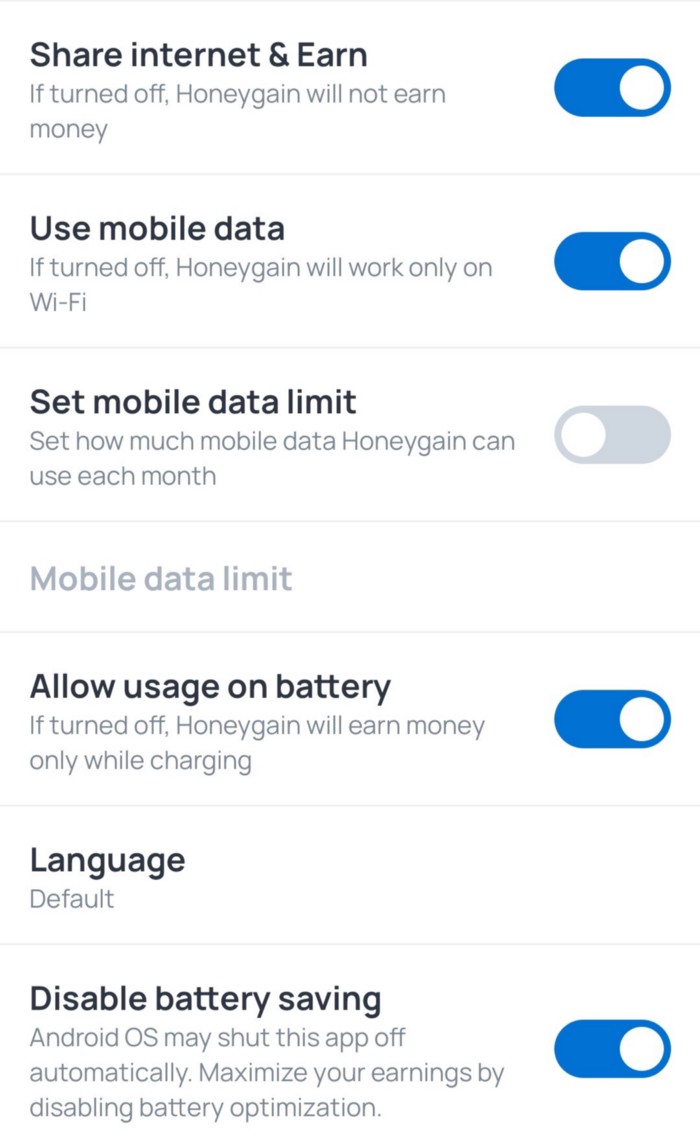 Share internet & Earn
If turned off, Honeygain will not earn
money
Use mobile data
If turned off, Honeygain will work only on
Wi-Fi
Set mobile data limit
Set how much mobile data Honeygain can
use each month
Mobile data limit
Allow usage on battery
If turned off, Honeygain will earn money
only while charging
Language
Default
Disable battery saving
Android OS may shut this app off
automatically. Maximize your earnings by
disabling battery optimization.